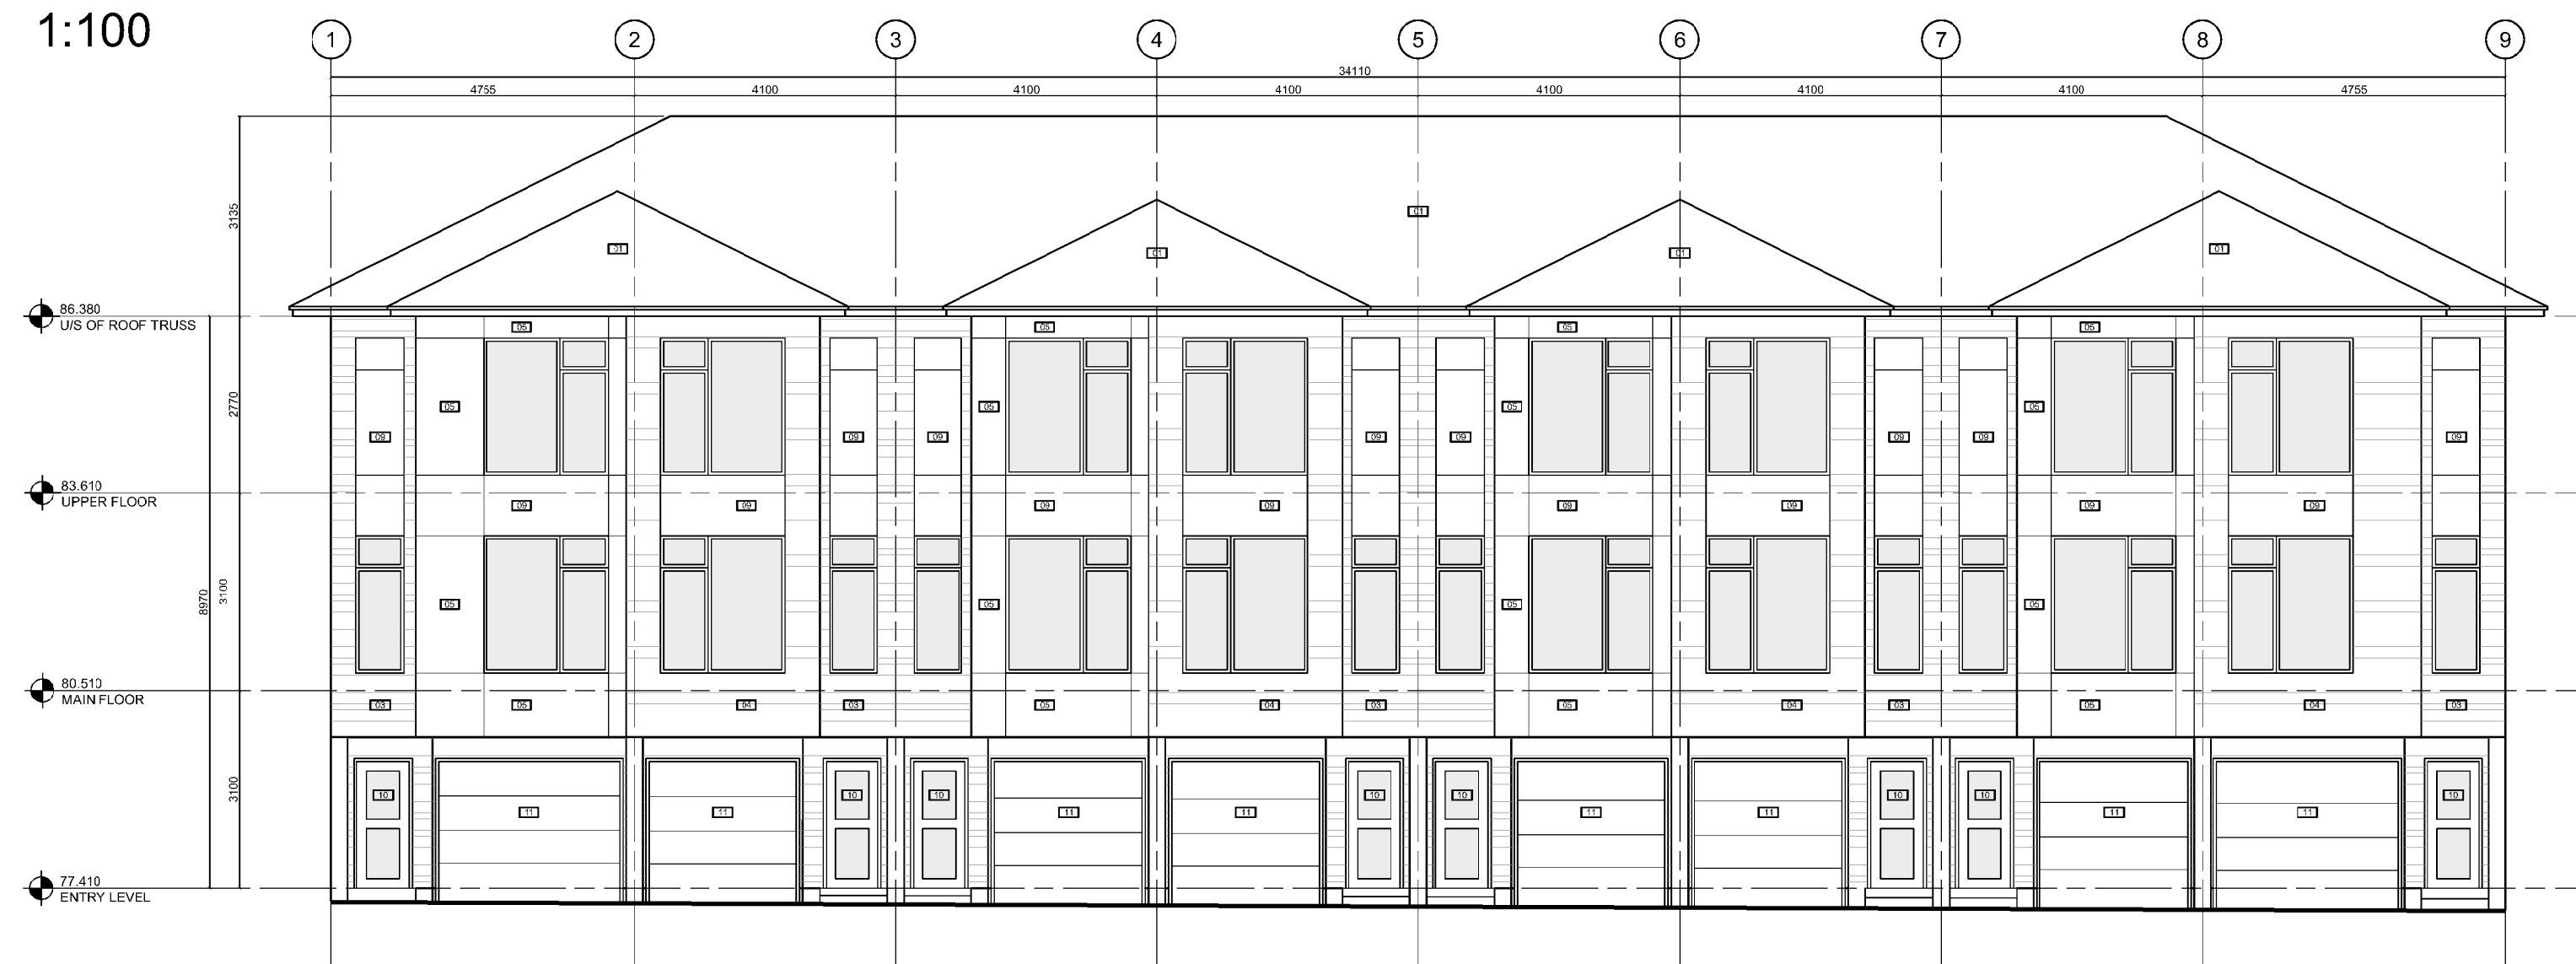 1:100
1 2 3 4 5 6 7 8 9
34110
4755 4100 4100 4100 4100 4100 4100 4755
3135
01
01 01
01 01
86.380
U/S OF ROOF TRUSS
05 05 05 05
2770
05 05 05 05
09 09 09 09 09 09 09 09
83.610
UPPER FLOOR
09 09 09 09 09 09 09 09
8970
3100
05 05 05 05
80.510
MAIN FLOOR
03 05 04 03 05 04 03 05 04 03 05 04 03
3100
10 10 10 10 10 10 10 10
11 11 11 11 11 11 11 11
77.410
ENTRY LEVEL